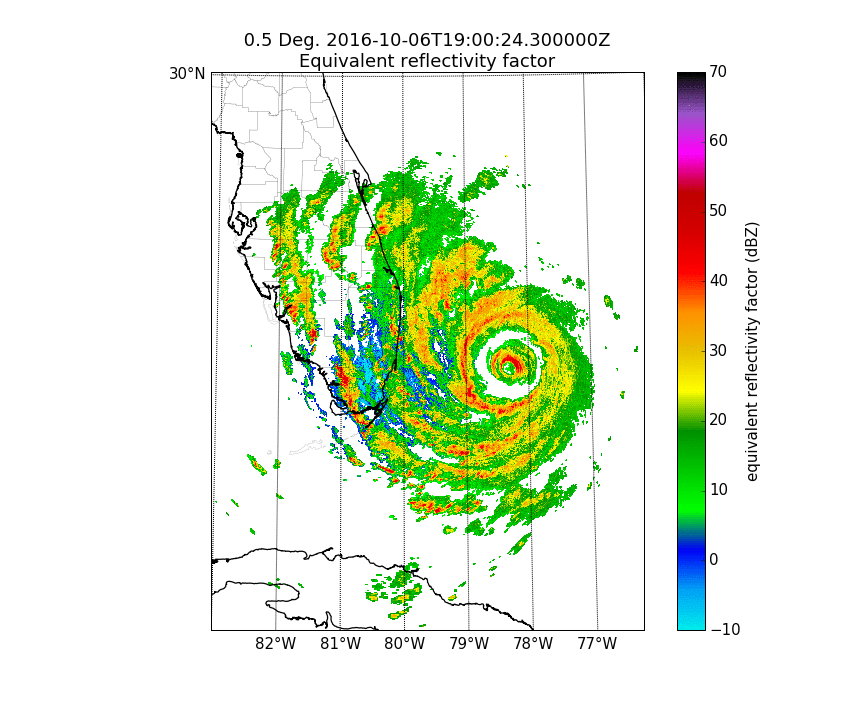 0.5 Deg. 2016-10-06T19:00:24.300000Z
Equivalent reflectivity factor
30°N
82°W 81°W 80°W 79°W 78°W 77°W
70
60
50
40
30
20
10
0
−10
equivalent reflectivity factor (dBZ)